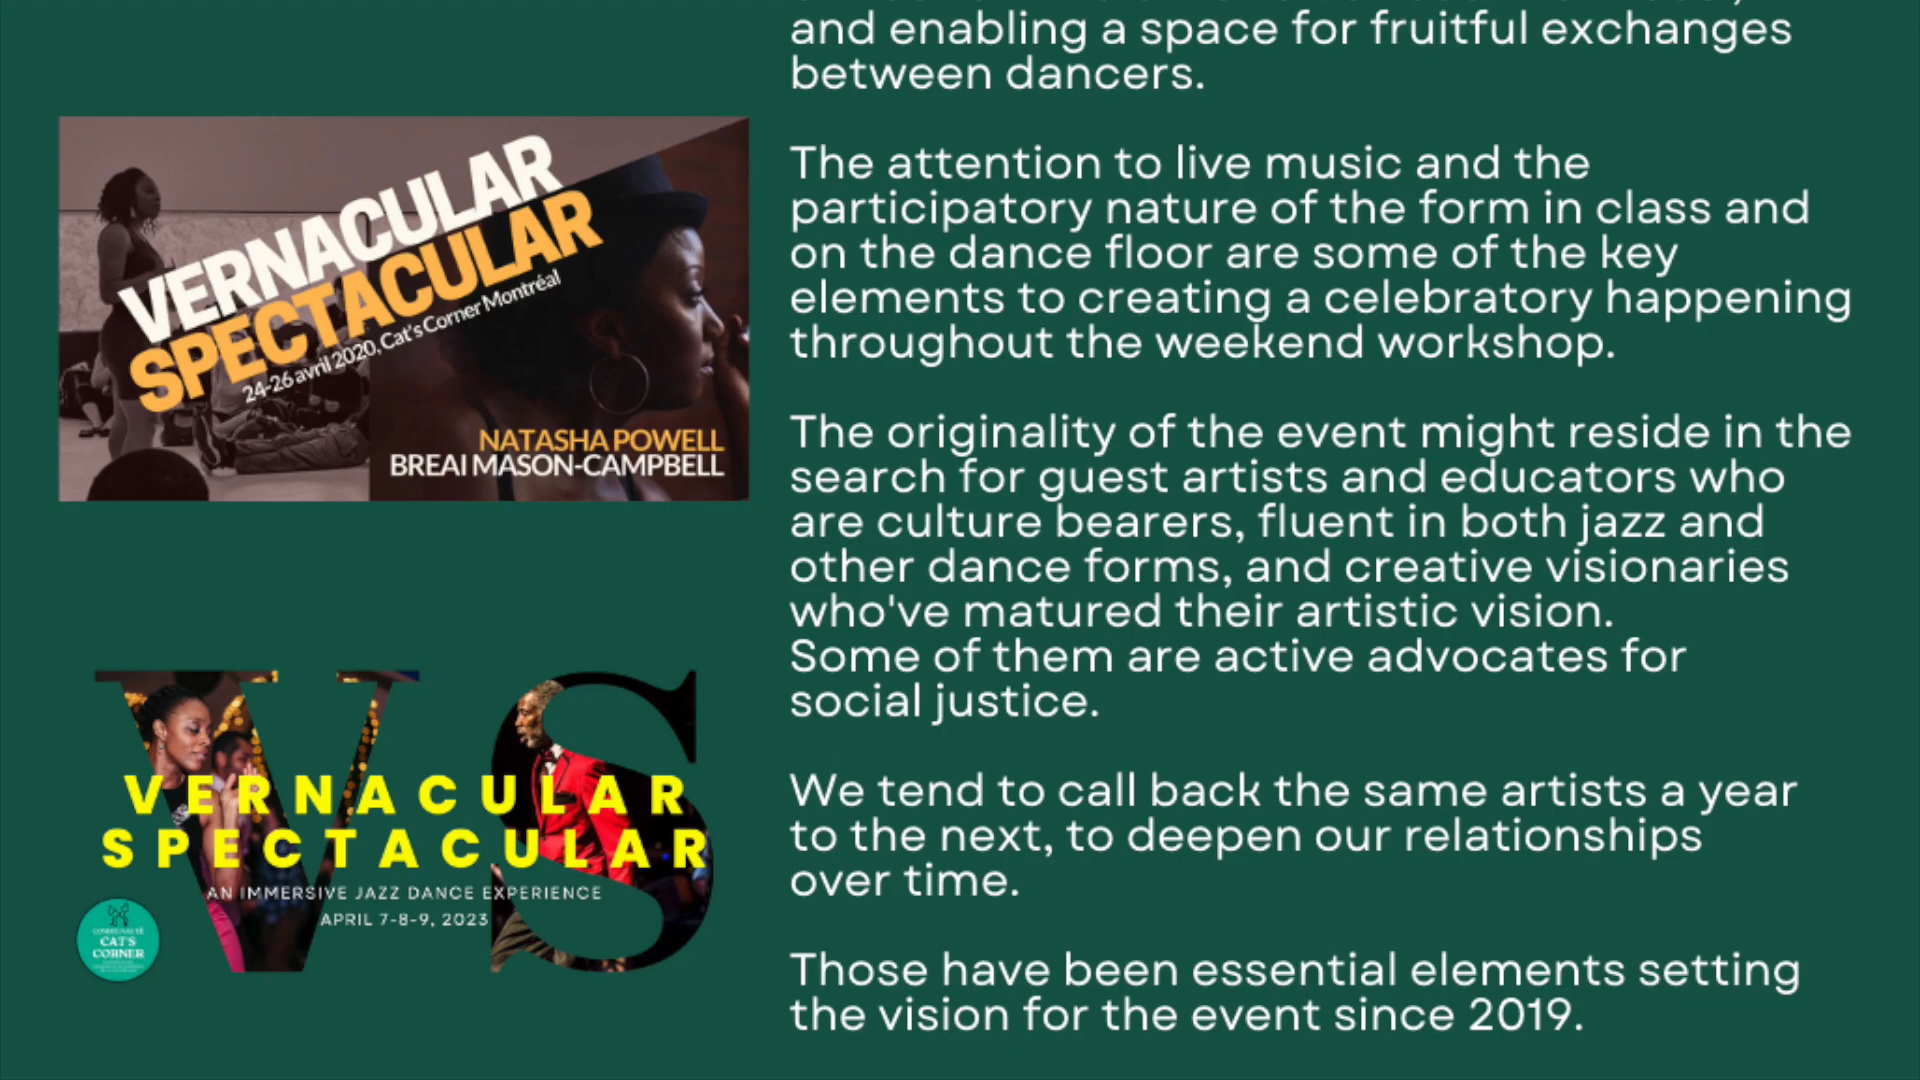 and enabling a space for fruitful exchanges
between dancers.
The attention to live music and the
participatory nature of the form in class and
on the dance floor are some of the key
elements to creating a celebratory happening
throughout the weekend workshop.
The originality of the event might reside in the
search for guest artists and educators who
are culture bearers, fluent in both jazz and
other dance forms, and creative visionaries
who've matured their artistic vision.
Some of them are active advocates for
social justice.
We tend to call back the same artists a year
to the next, to deepen our relationships
over time.
Those have been essential elements setting
the vision for the event since 2019.
VERNACULAR
SPECTACULAR
24-26 avril 2020, Cat's Corner Montréal
NATASHA POWELL
BREAI MASON-CAMPBELL
VS
VERNACULAR
SPECTACULAR
AN IMMERSIVE JAZZ DANCE EXPERIENCE
APRIL 7-8-9, 2023
COMMUNAUTÉ
CAT'S
CORNER